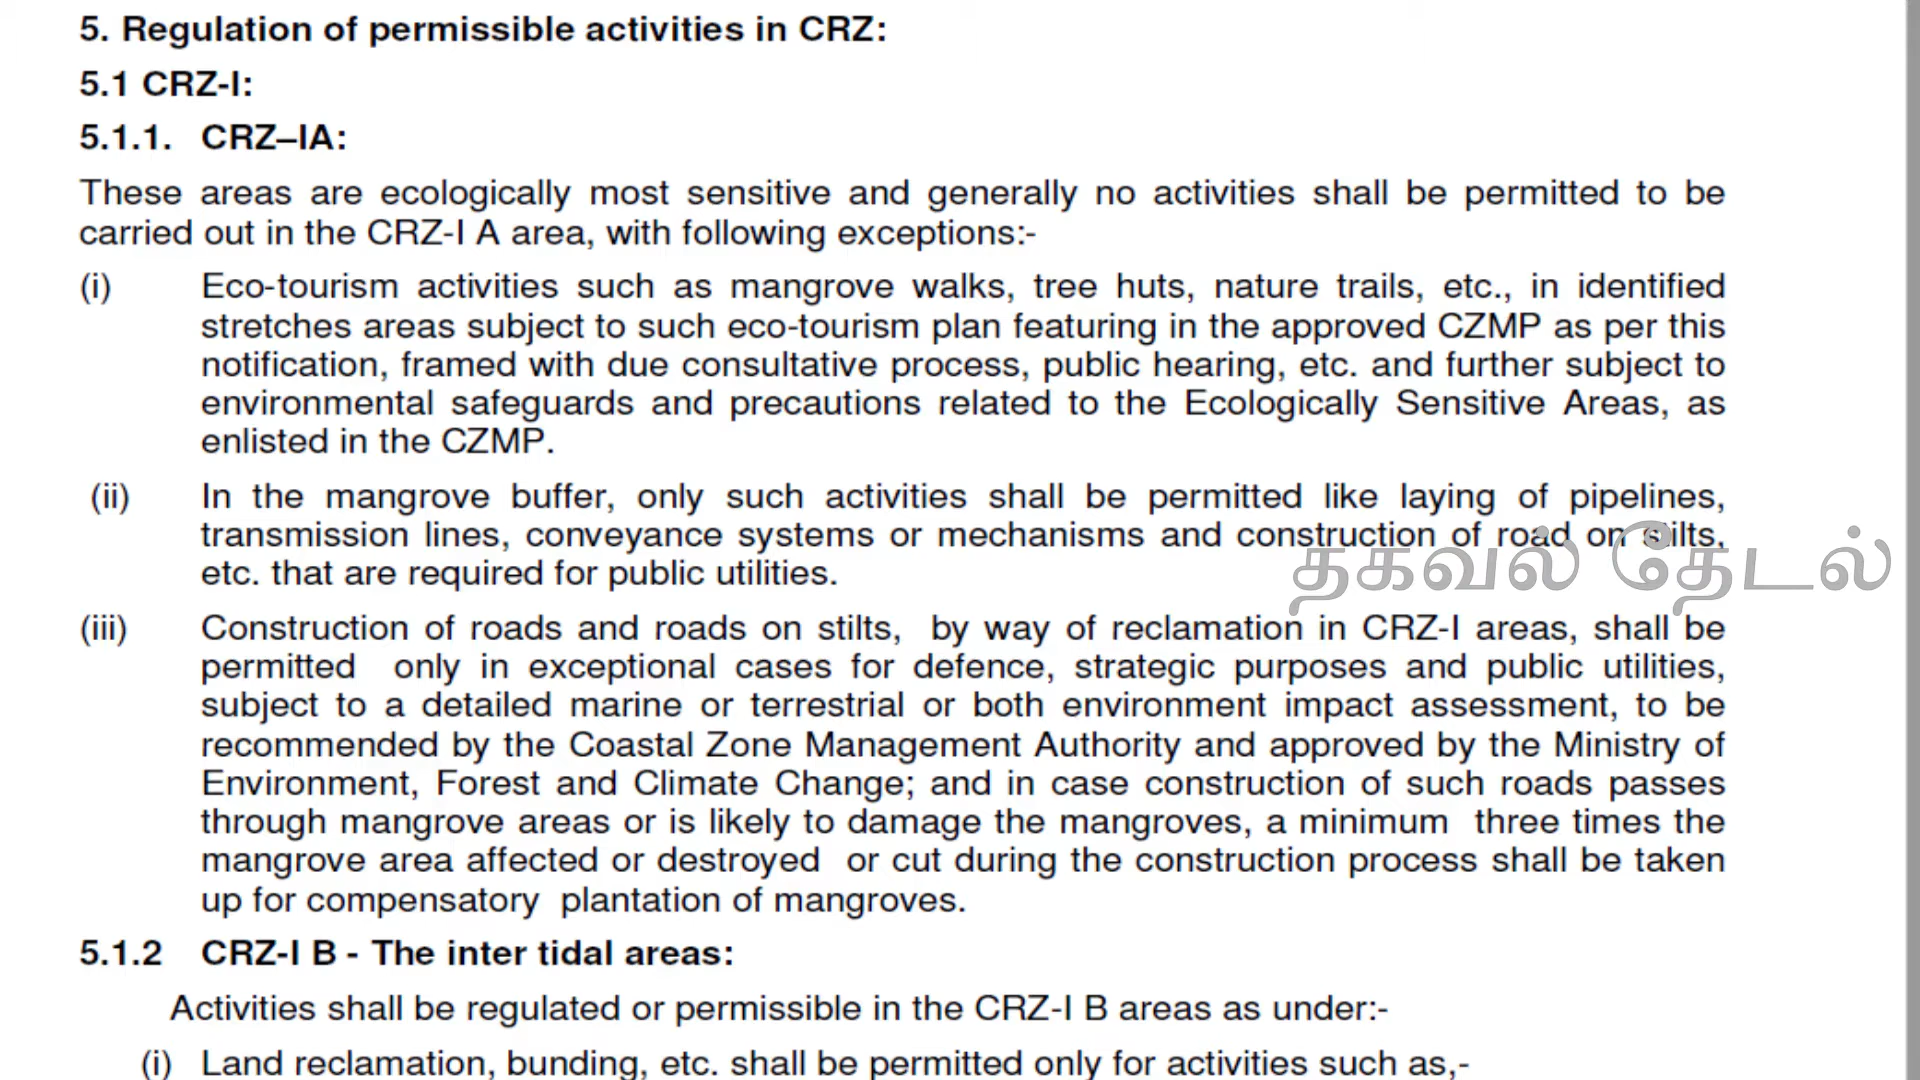 5. Regulation of permissible activities in CRZ:
5.1 CRZ-I:
5.1.1. CRZ–IA:
These areas are ecologically most sensitive and generally no activities shall be permitted to be
carried out in the CRZ-I A area, with following exceptions:-
(i) Eco-tourism activities such as mangrove walks, tree huts, nature trails, etc., in identified
stretches areas subject to such eco-tourism plan featuring in the approved CZMP as per this
notification, framed with due consultative process, public hearing, etc. and further subject to
environmental safeguards and precautions related to the Ecologically Sensitive Areas, as
enlisted in the CZMP.
(ii) In the mangrove buffer, only such activities shall be permitted like laying of pipelines,
transmission lines, conveyance systems or mechanisms and construction of road on stilts,
etc. that are required for public utilities.
தகவல் தேடல்
(iii) Construction of roads and roads on stilts, by way of reclamation in CRZ-I areas, shall be
permitted only in exceptional cases for defence, strategic purposes and public utilities,
subject to a detailed marine or terrestrial or both environment impact assessment, to be
recommended by the Coastal Zone Management Authority and approved by the Ministry of
Environment, Forest and Climate Change; and in case construction of such roads passes
through mangrove areas or is likely to damage the mangroves, a minimum three times the
mangrove area affected or destroyed or cut during the construction process shall be taken
up for compensatory plantation of mangroves.
5.1.2 CRZ-I B - The inter tidal areas:
Activities shall be regulated or permissible in the CRZ-I B areas as under:-
(i) Land reclamation, bunding, etc. shall be permitted only for activities such as,-